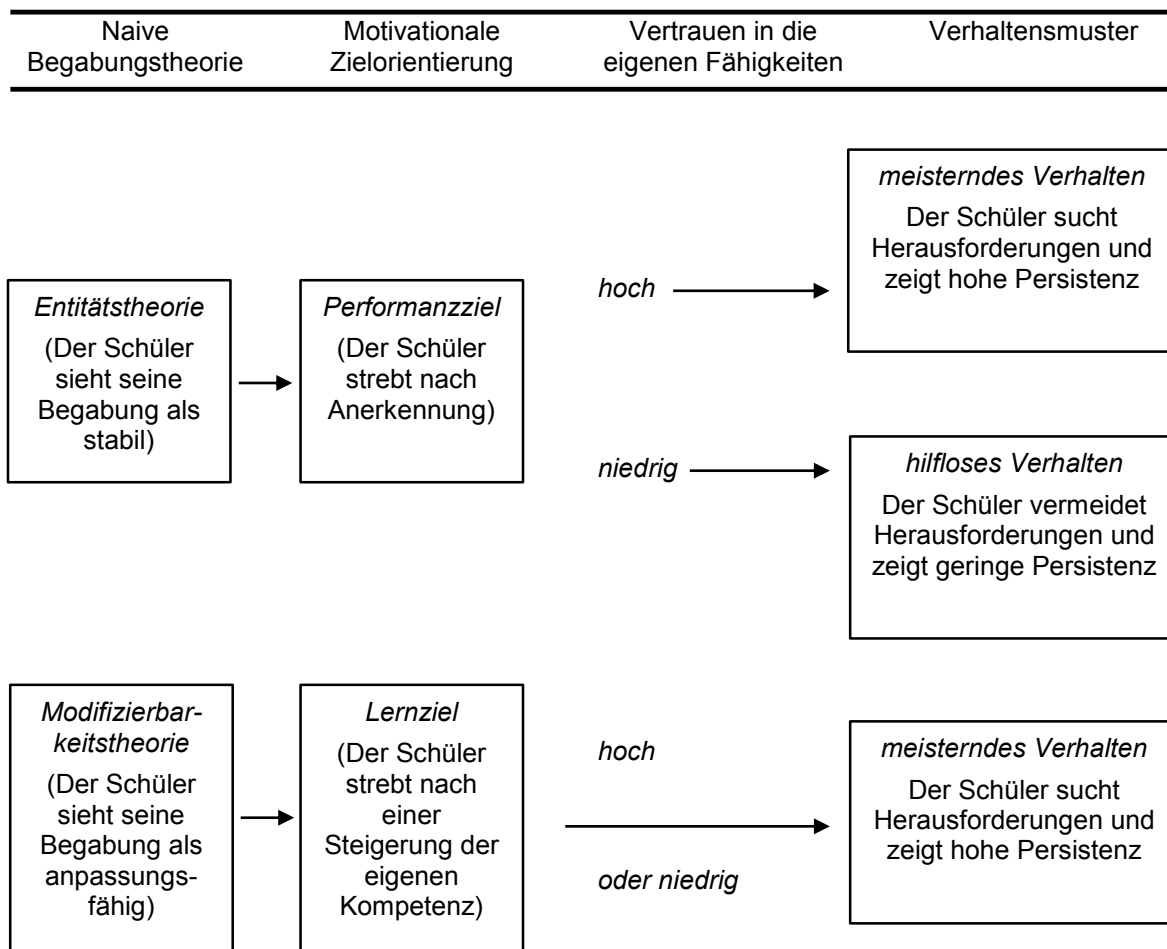 Naive
Begabungstheorie
Motivationale
Zielorientierung
Vertrauen in die
eigenen Fähigkeiten
Verhaltensmuster
Entitätstheorie
(Der Schüler
sieht seine
Begabung als
stabil)
Performanzziel
(Der Schüler
strebt nach
Anerkennung)
hoch
meisterndes Verhalten
Der Schüler sucht
Herausforderungen und
zeigt hohe Persistenz
niedrig
hilfloses Verhalten
Der Schüler vermeidet
Herausforderungen und
zeigt geringe Persistenz
Modifizierbar-
keitstheorie
(Der Schüler
sieht seine
Begabung als
anpassungs-
fähig)
Lernziel
(Der Schüler
strebt nach
einer
Steigerung der
eigenen
Kompetenz)
hoch
oder niedrig
meisterndes Verhalten
Der Schüler sucht
Herausforderungen und
zeigt hohe Persistenz